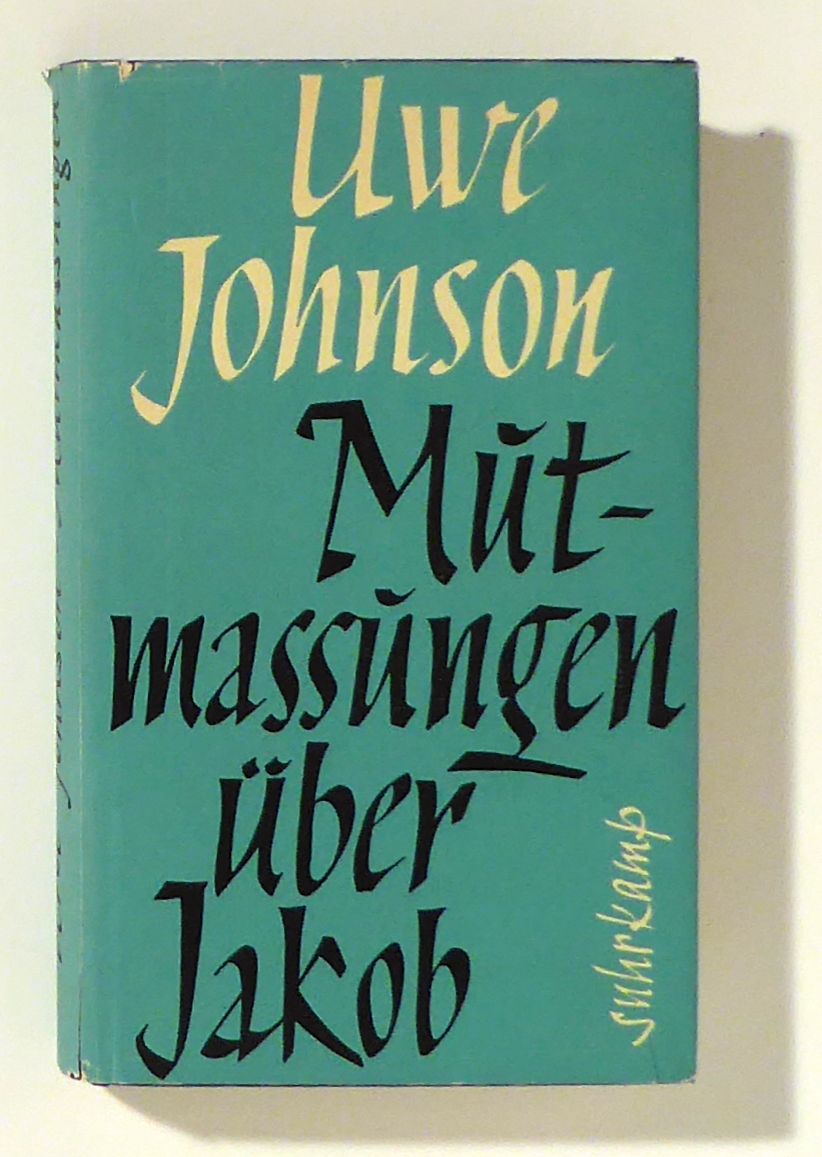 Uwe
Johnson
Mut-
massungen
über
Jakob
suhrkamp